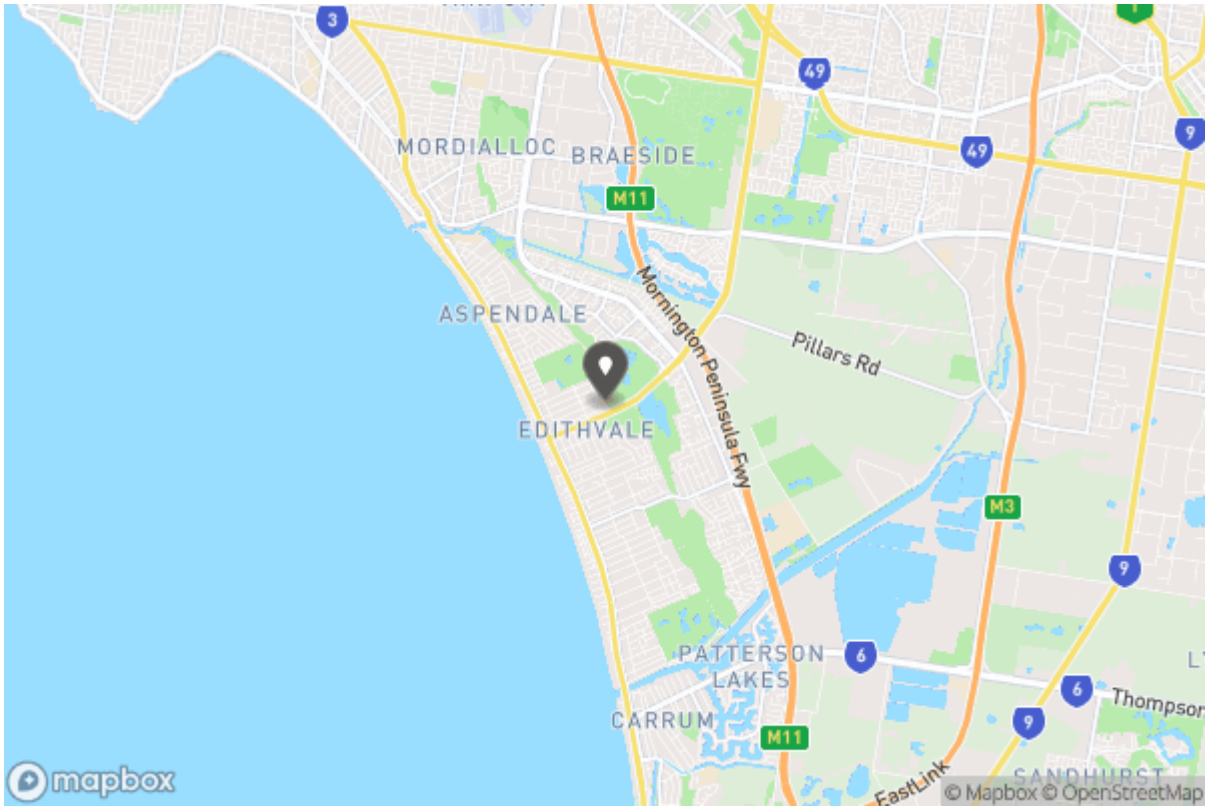 3
49
MORDIALLOC
BRAESIDE
9
49
M11
Mornington Peninsula Fwy
ASPENDALE
Pillars Rd
EDITHVALE
M3
9
PATTERSON
LAKES
6
6
Thompson
CARRUM
9
M11
SANDHURST
EastLink
mapbox
© Mapbox © OpenStreetMap